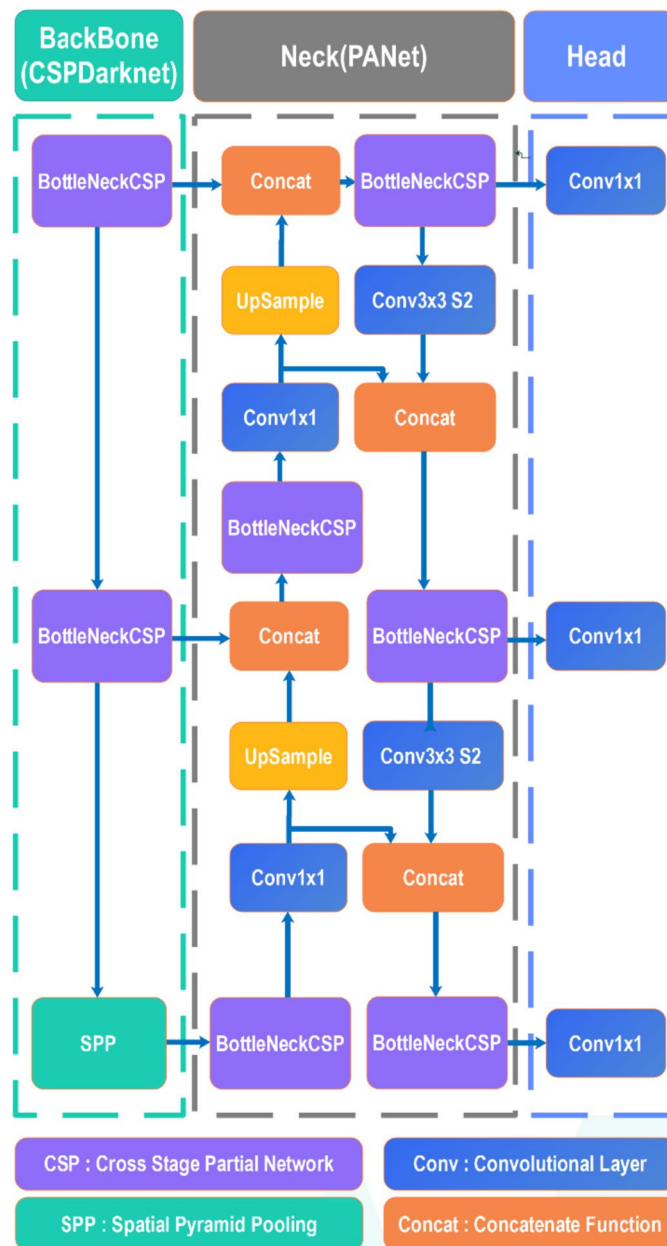 BackBone
(CSPDarknet)
Neck(PANet)
Head
BottleNeckCSP
Concat
BottleNeckCSP
Conv1x1
UpSample
Conv3x3 S2
Conv1x1
Concat
BottleNeckCSP
BottleNeckCSP
Concat
BottleNeckCSP
Conv1x1
UpSample
Conv3x3 S2
Conv1x1
Concat
SPP
BottleNeckCSP
BottleNeckCSP
Conv1x1
CSP : Cross Stage Partial Network
Conv : Convolutional Layer
SPP : Spatial Pyramid Pooling
Concat : Concatenate Function